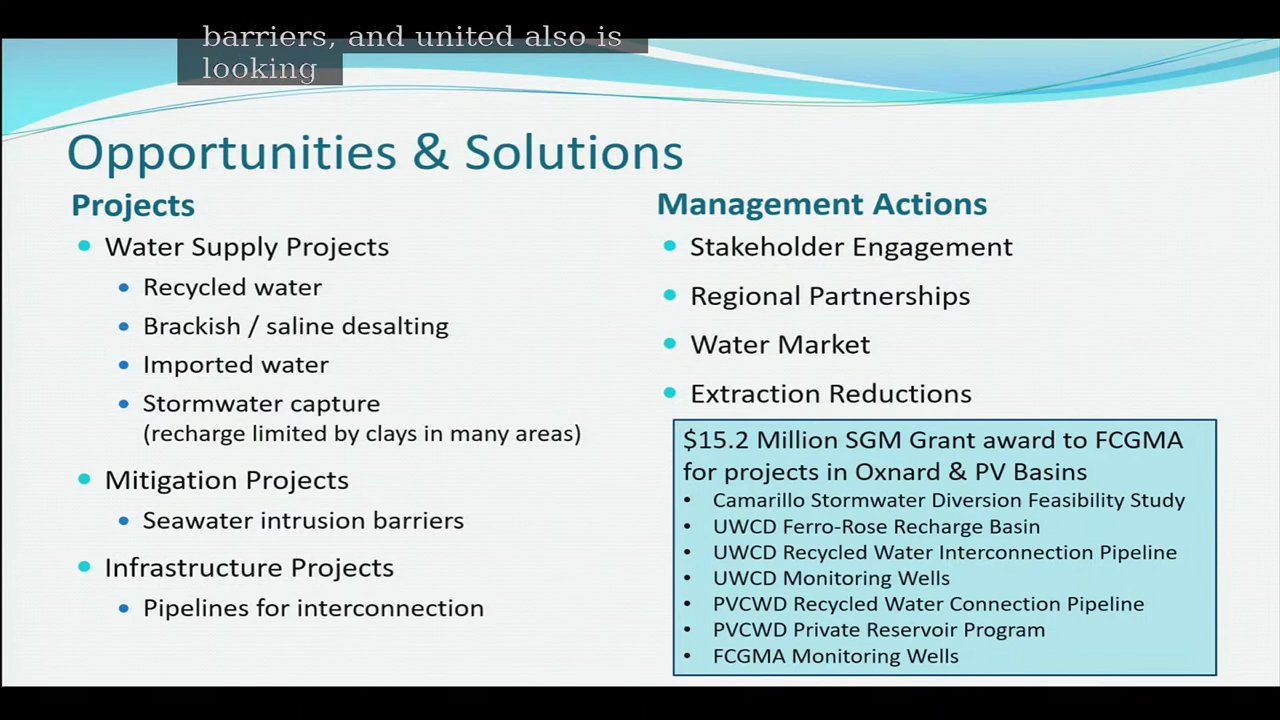 barriers, and united also is
looking
Opportunities & Solutions
Projects
Water Supply Projects
Recycled water
Brackish / saline desalting
Imported water
Stormwater capture
(recharge limited by clays in many areas)
Mitigation Projects
Seawater intrusion barriers
Infrastructure Projects
Pipelines for interconnection
Management Actions
Stakeholder Engagement
Regional Partnerships
Water Market
Extraction Reductions
$15.2 Million SGM Grant award to FCGMA
for projects in Oxnard & PV Basins
Camarillo Stormwater Diversion Feasibility Study
UWCD Ferro-Rose Recharge Basin
UWCD Recycled Water Interconnection Pipeline
UWCD Monitoring Wells
PVCWD Recycled Water Connection Pipeline
PVCWD Private Reservoir Program
FCGMA Monitoring Wells